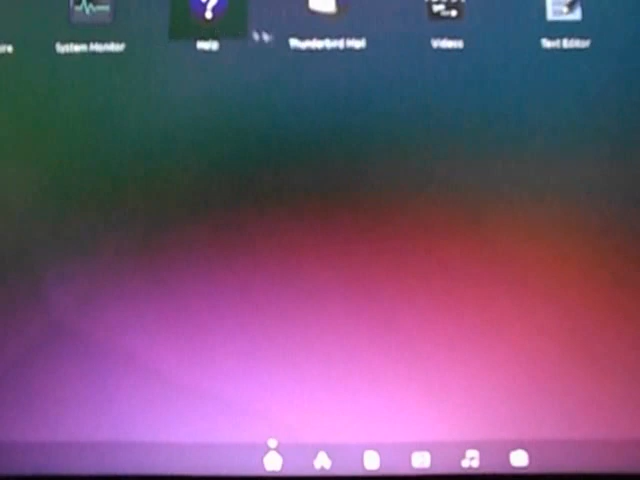 System Monitor
Help
Thunderbird Mail
Videos
Text Editor